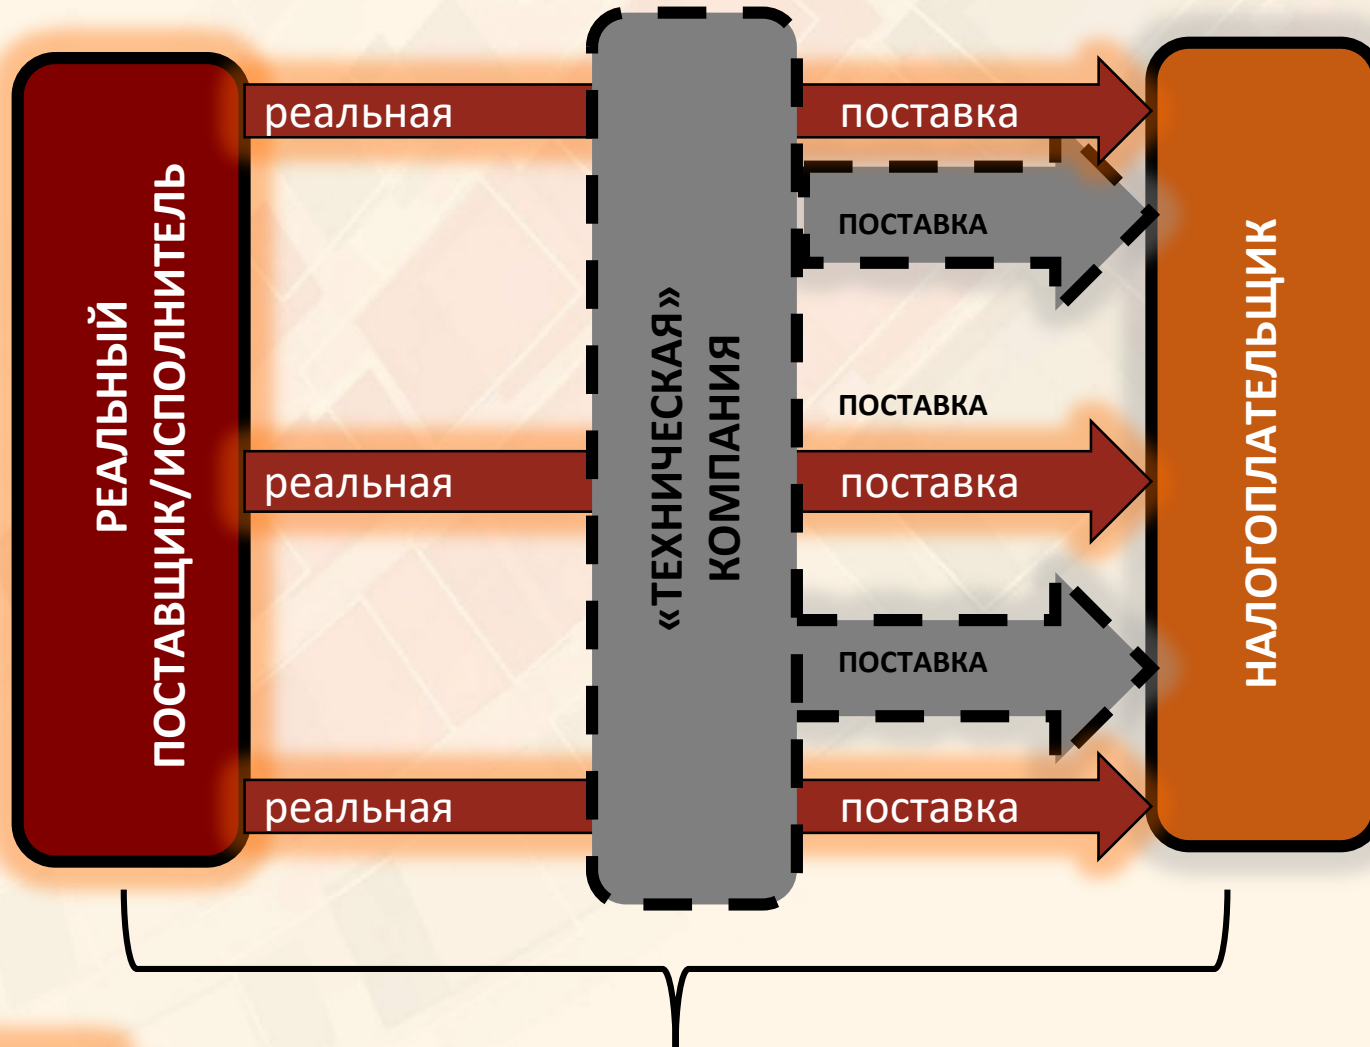 РЕАЛЬНЫЙ
ПОСТАВЩИК/ИСПОЛНИТЕЛЬ
реальная
реальная
реальная
«ТЕХНИЧЕСКАЯ»
КОМПАНИЯ
поставка
ПОСТАВКА
ПОСТАВКА
поставка
ПОСТАВКА
поставка
НАЛОГОПЛАТЕЛЬЩИК